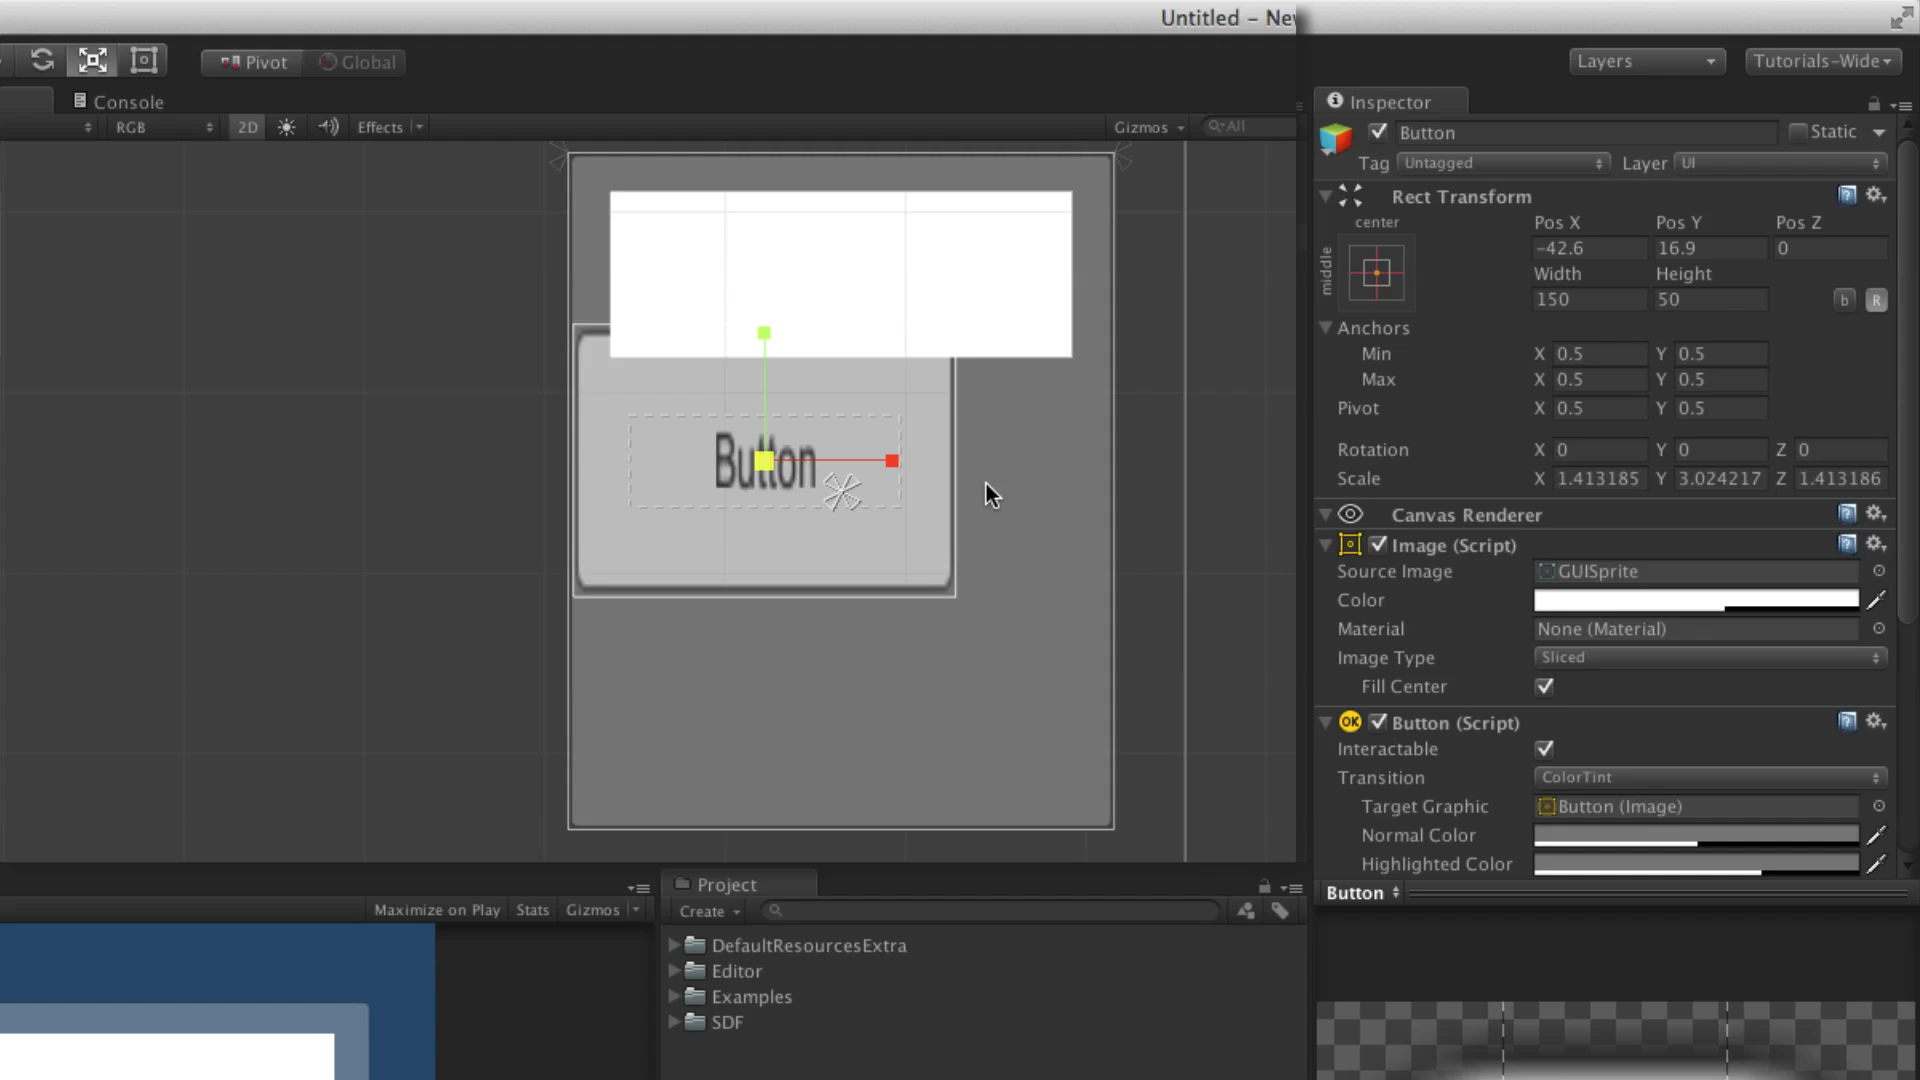 Untitled – Nev
Pivot
Global
Layers
Tutorials-Wide
Console
Inspector
RGB
2D
Effects
Gizmos
All
Button
Static
Tag Untagged
Layer UI
Rect Transform
center
Pos X
Pos Y
Pos Z
middle
-42.6
16.9
0
Width
Height
150
50
b
R
Anchors
Min X 0.5 Y 0.5
Max X 0.5 Y 0.5
Pivot X 0.5 Y 0.5
Rotation X 0 Y 0 Z 0
Scale X 1.413185 Y 3.024217 Z 1.413186
Button
Canvas Renderer
Image (Script)
Source Image GUISprite
Color
Material None (Material)
Image Type Sliced
Fill Center
OK Button (Script)
Interactable
Transition ColorTint
Target Graphic Button (Image)
Normal Color
Highlighted Color
Button
Maximize on Play
Stats
Gizmos
Project
Create
DefaultResourcesExtra
Editor
Examples
SDF